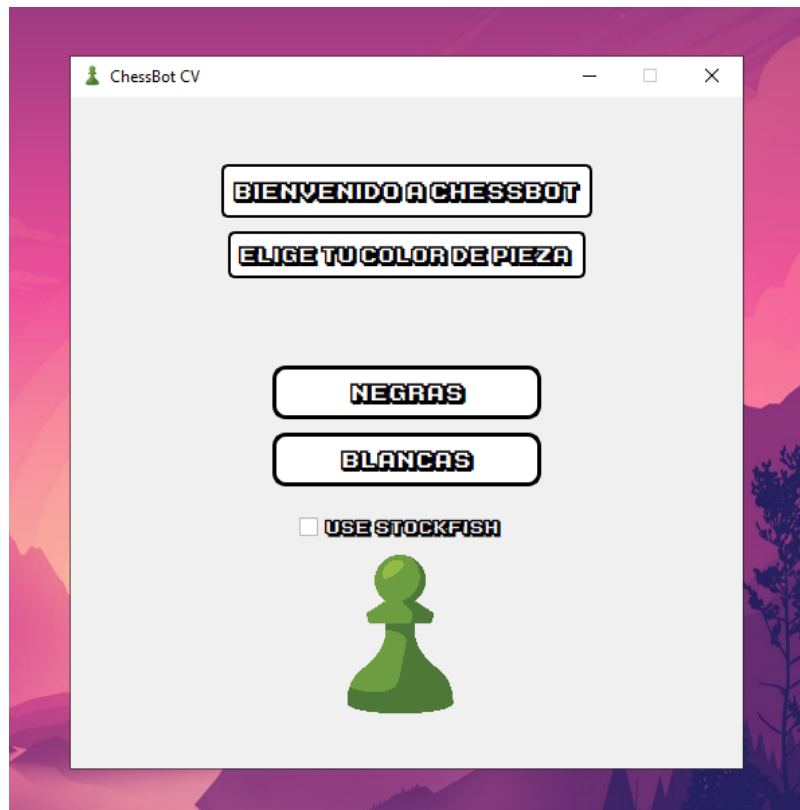 ChessBot CV
BIENVENIDO A CHESSBOT
ELIGE TU COLOR DE PIEZA
NEGRAS
BLANCAS
USE STOCKFISH